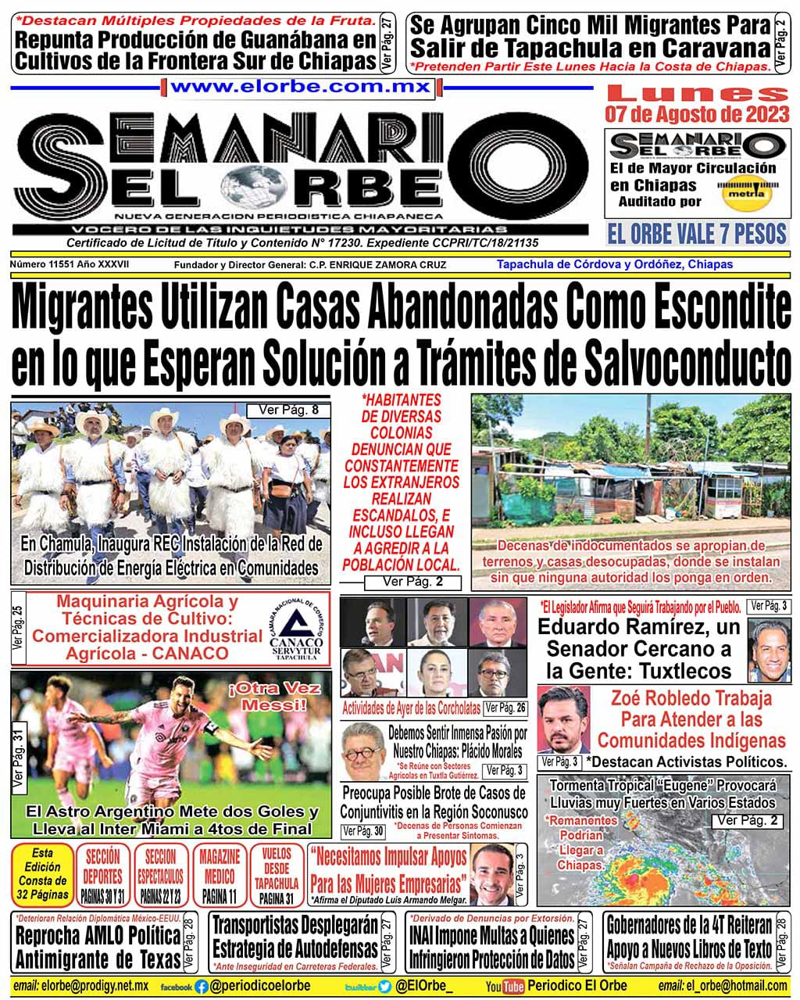 *Destacan Múltiples Propiedades de la Fruta.
Repunta Producción de Guanábana en
Cultivos de la Frontera Sur de Chiapas
Ver Pág. 27
Se Agrupan Cinco Mil Migrantes Para
Salir de Tapachula en Caravana
*Pretenden Partir Este Lunes Hacia la Costa de Chiapas.
Ver Pág. 2
www.elorbe.com.mx
SEMANARIO
EL ORBE
NUEVA GENERACION PERIODISTICA CHIAPANECA
VOCERO DE LAS INQUIETUDES MAYORITARIAS
Certificado de Licitud de Título y Contenido Nº 17230. Expediente CCPRI/TC/18/21135
Lunes
07 de Agosto de 2023
SEMANARIO
EL ORBE
El de Mayor Circulación
en Chiapas
Auditado por
metria
EL ORBE VALE 7 PESOS
Número 11551 Año XXXVII
Fundador y Director General: C.P. ENRIQUE ZAMORA CRUZ
Tapachula de Córdova y Ordóñez, Chiapas
Migrantes Utilizan Casas Abandonadas Como Escondite
en lo que Esperan Solución a Trámites de Salvoconducto
Ver Pág. 8
En Chamula, Inaugura REC Instalación de la Red de
Distribución de Energía Eléctrica en Comunidades
*HABITANTES
DE DIVERSAS
COLONIAS
DENUNCIAN QUE
CONSTANTEMENTE
LOS EXTRANJEROS
REALIZAN
ESCANDALOS, E
INCLUSO LLEGAN
A AGREDIR A LA
POBLACIÓN LOCAL.
Ver Pág. 2
Decenas de indocumentados se apropian de
terrenos y casas desocupadas, donde se instalan
sin que ninguna autoridad los ponga en orden.
Ver Pág. 25
Maquinaria Agrícola y
Técnicas de Cultivo:
Comercializadora Industrial
Agrícola - CANACO
CAMARA NACIONAL DE COMERCIO
CANACO
SERVYTUR
TAPACHULA
¡Otra Vez
Messi!
Ver Pág. 31
El Astro Argentino Mete dos Goles y
Lleva al Inter Miami a 4tos de Final
Actividades de Ayer de las Corcholatas
Ver Pág. 26
Debemos Sentir Inmensa Pasión por
Nuestro Chiapas: Plácido Morales
*Se Reúne con Sectores
Agrícolas en Tuxtla Gutiérrez.
Ver Pág. 3
Preocupa Posible Brote de Casos de
Conjuntivitis en la Región Soconusco
Ver Pág. 30
*Decenas de Personas Comienzan
a Presentar Síntomas.
*El Legislador Afirma que Seguirá Trabajando por el Pueblo.
Ver Pág. 3
Eduardo Ramírez, un
Senador Cercano a
la Gente: Tuxtlecos
Zoé Robledo Trabaja
Para Atender a las
Comunidades Indígenas
Ver Pág. 3
*Destacan Activistas Políticos.
Tormenta Tropical “Eugene” Provocará
Lluvias muy Fuertes en Varios Estados
Ver Pág. 2
*Remanentes
Podrían
Llegar a
Chiapas.
Esta
Edición
Consta de
32 Páginas
SECCIÓN
DEPORTES
PAGINAS 30 Y 31
SECCION
ESPECTACULOS
PAGINAS 22 Y 23
MAGAZINE
MEDICO
PAGINA 11
VUELOS
DESDE
TAPACHULA
PAGINA 31
“Necesitamos Impulsar Apoyos
Para las Mujeres Empresarias”
*Afirma el Diputado Luis Armando Melgar.
Ver Pág. 3
*Deterioran Relación Diplomática México-EEUU.
Reprocha AMLO Política
Antimigrante de Texas
Ver Pág. 28
Transportistas Desplegarán
Estrategia de Autodefensas
*Ante Inseguridad en Carreteras Federales.
Ver Pág. 27
*Derivado de Denuncias por Extorsión.
INAI Impone Multas a Quienes
Infringieron Protección de Datos
Ver Pág. 27
Gobernadores de la 4T Reiteran
Apoyo a Nuevos Libros de Texto
*Señalan Campaña de Rechazo de la Oposición.
Ver Pág. 28
email: elorbe@prodigy.net.mx
facebook @periodicoelorbe
twitter @ElOrbe_
YouTube Periodico El Orbe
email: el_orbe@hotmail.com